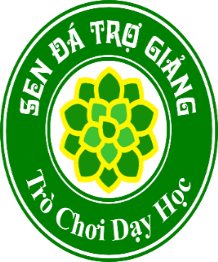 SEN ĐÁ TRỢ GIẢNG
Trò Chơi Dạy Học